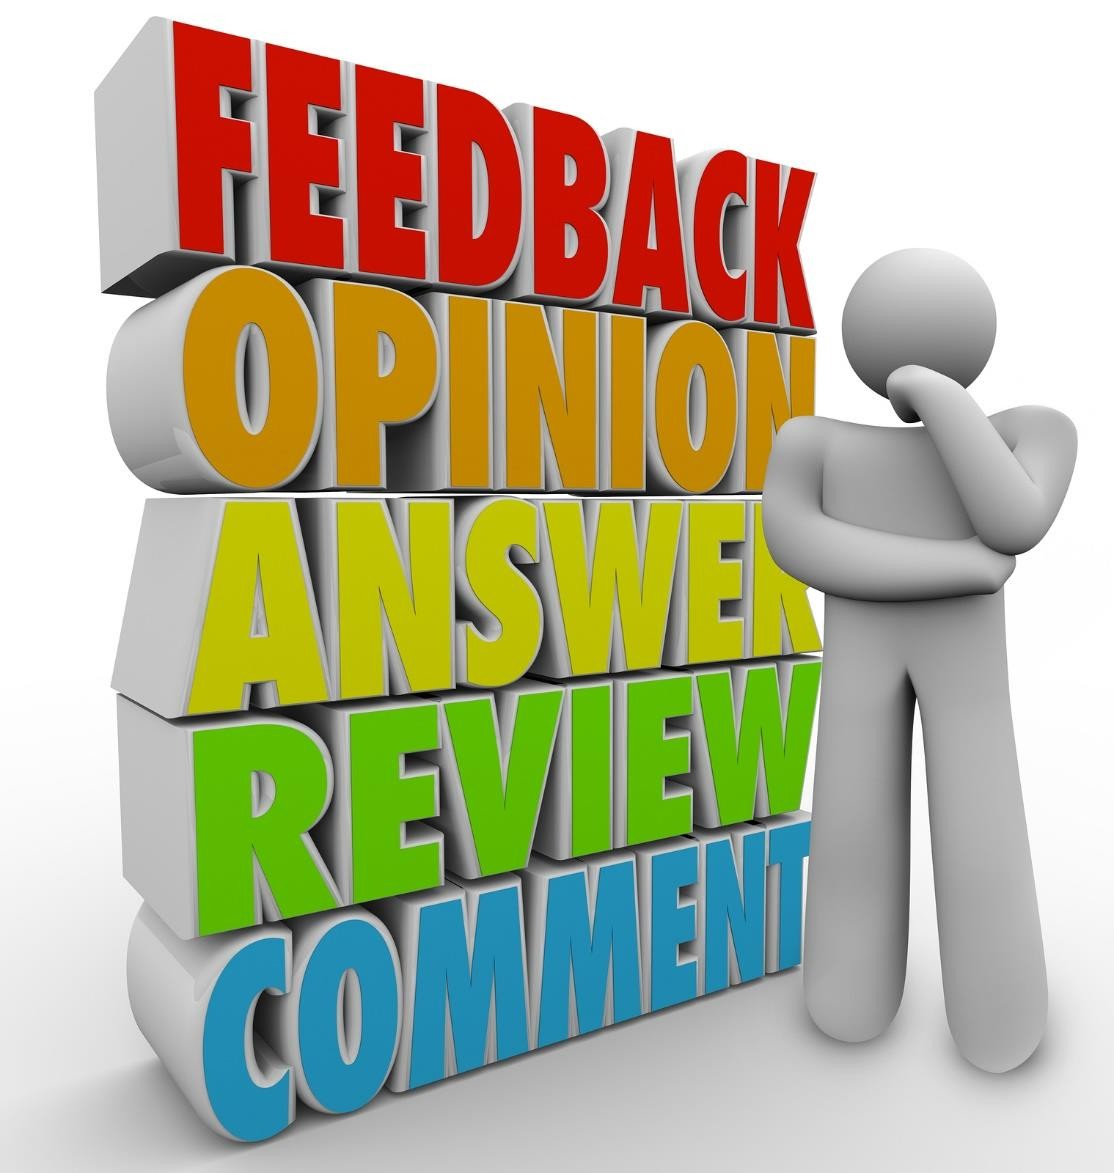 FEEDBACK
OPINION
ANSWER
REVIEW
COMMENT